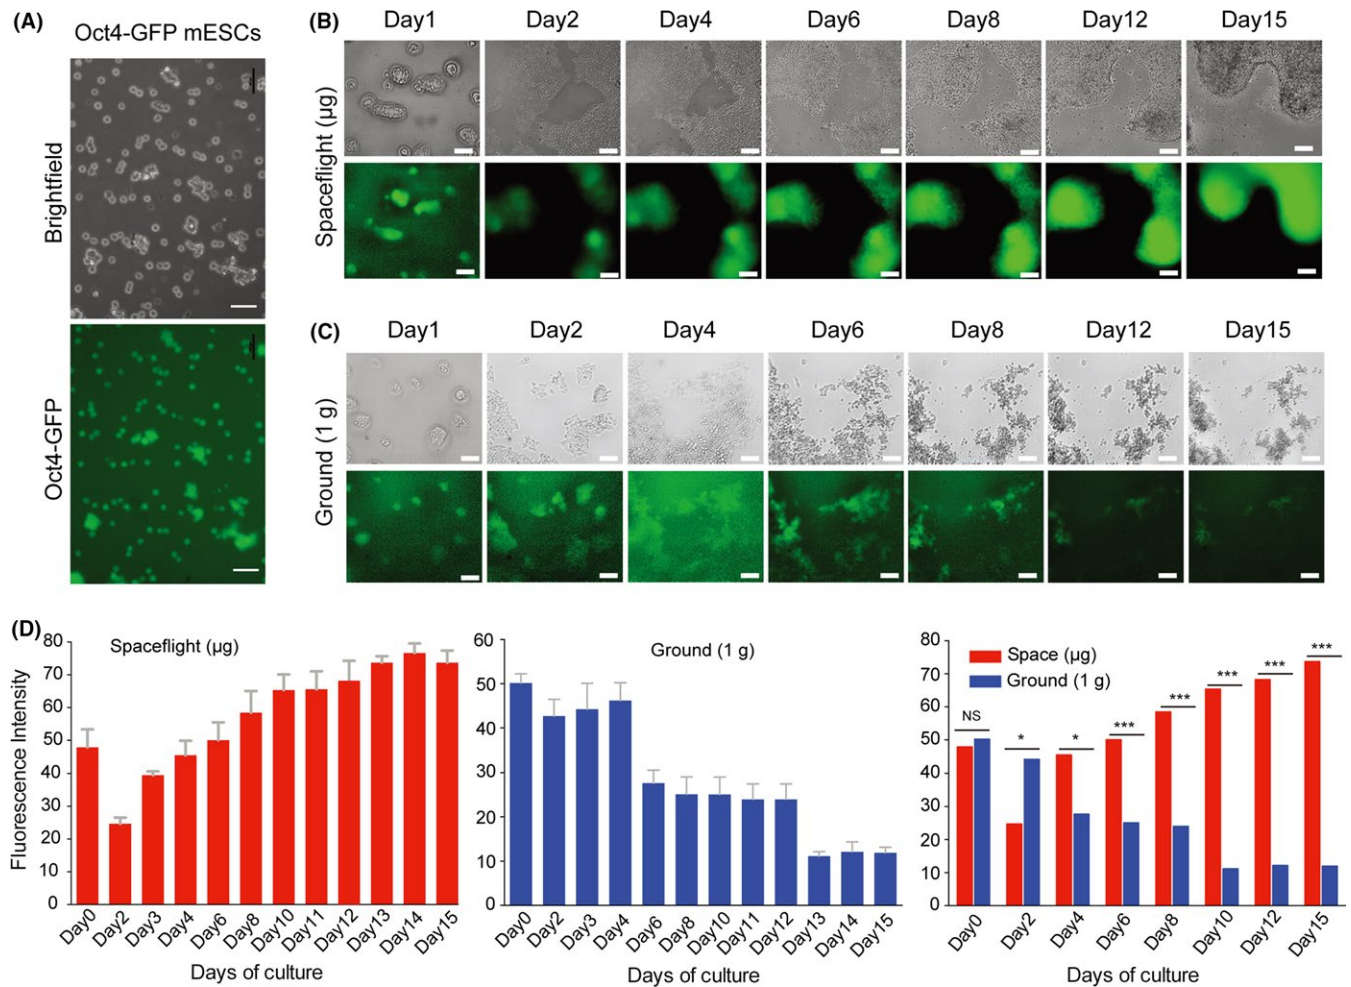 (A)
Oct4-GFP mESCs
Brightfield
Oct4-GFP
(B)
Day1 Day2 Day4 Day6 Day8 Day12 Day15
Spaceflight (µg)
(C)
Day1 Day2 Day4 Day6 Day8 Day12 Day15
Ground (1 g)
(D)
Spaceflight (µg)
Fluorescence Intensity
80
70
60
50
40
30
20
10
0
Day0 Day2 Day3 Day4 Day6 Day8 Day10 Day11 Day12 Day13 Day14 Day15
Days of culture
Ground (1 g)
60
50
40
30
20
10
0
Day0 Day2 Day3 Day4 Day6 Day8 Day10 Day11 Day12 Day13 Day14 Day15
Days of culture
Space (µg)
Ground (1 g)
80
70
60
50
40
30
20
10
0
NS * * *** *** *** *** ***
Day0 Day2 Day4 Day6 Day8 Day10 Day12 Day15
Days of culture